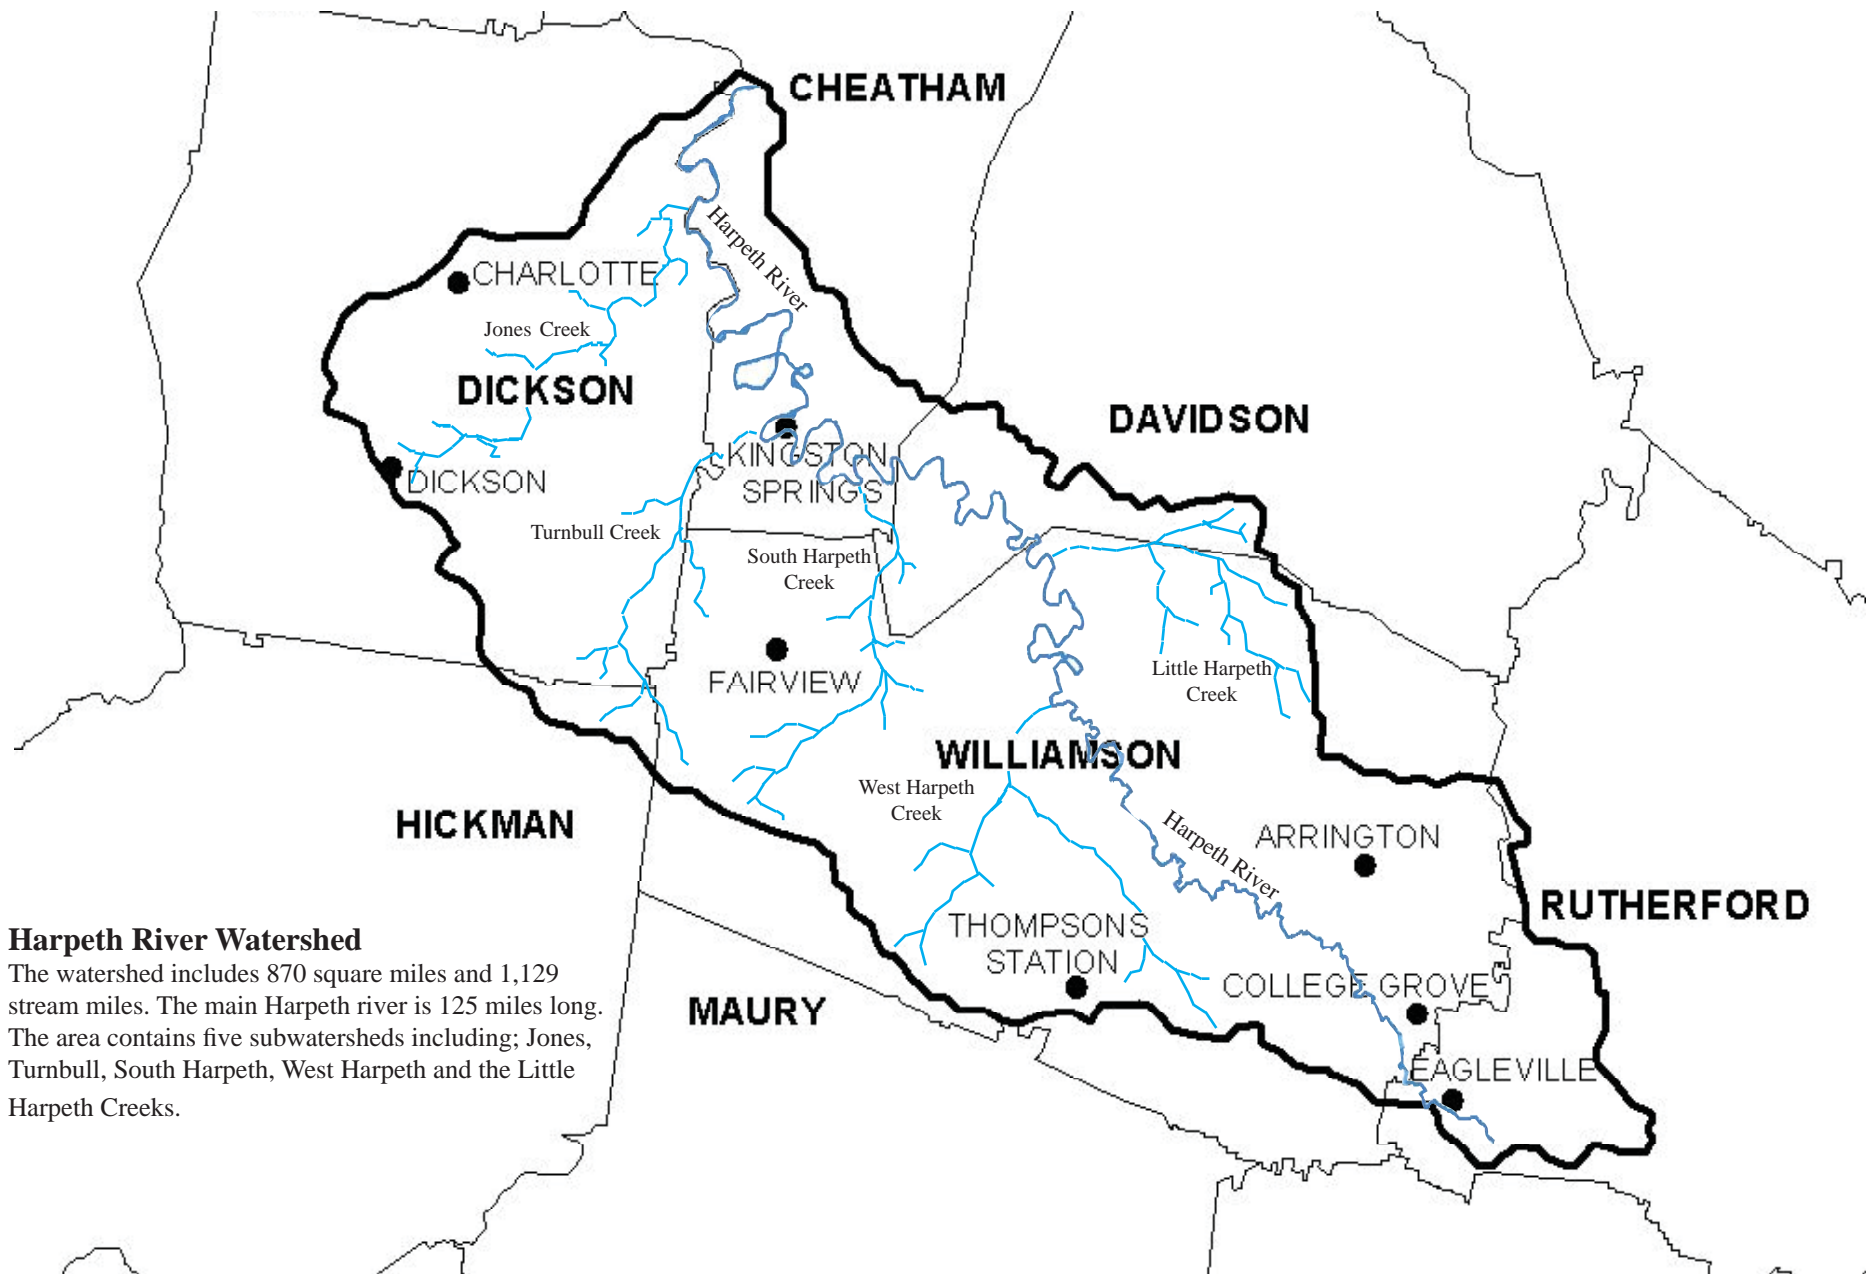 CHEATHAM
Harpeth River
CHARLOTTE
Jones Creek
DICKSON
DAVIDSON
KINGSTON
SPRINGS
DICKSON
Turnbull Creek
South Harpeth
Creek
FAIRVIEW
Little Harpeth
Creek
WILLIAMSON
West Harpeth
Creek
HICKMAN
Harpeth River
ARRINGTON
RUTHERFORD
THOMPSONS
STATION
COLLEGE GROVE
MAURY
EAGLEVILLE
Harpeth River Watershed
The watershed includes 870 square miles and 1,129
stream miles. The main Harpeth river is 125 miles long.
The area contains five subwatersheds including; Jones,
Turnbull, South Harpeth, West Harpeth and the Little
Harpeth Creeks.